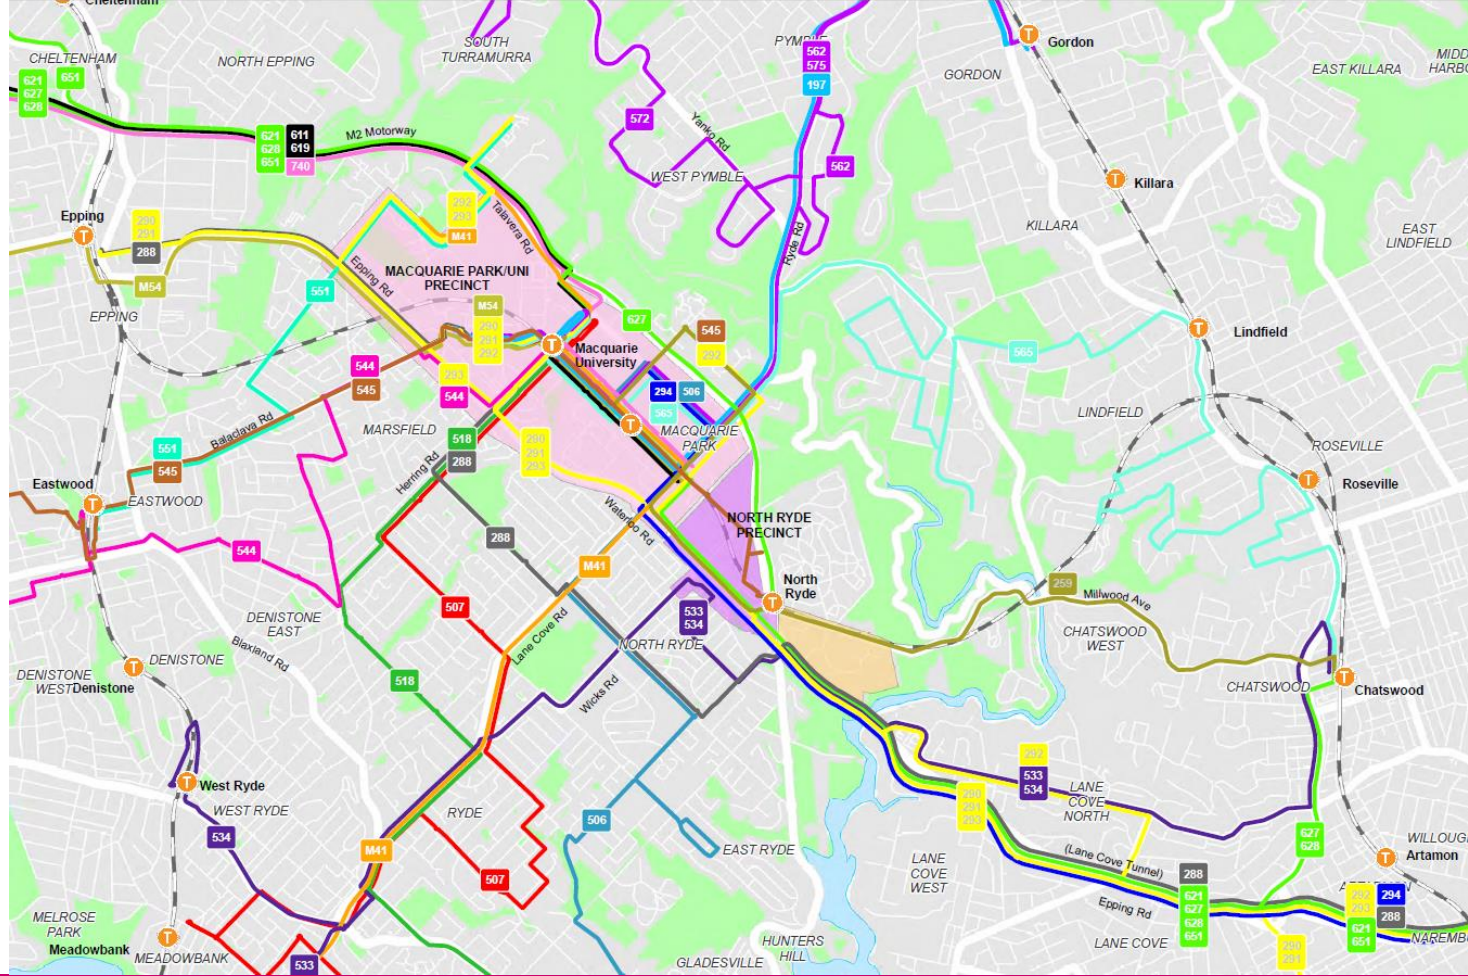 Cheltenham
CHELTENHAM
NORTH EPPING
SOUTH
TURRAMURRA
PYMBLE
562
575
197
Gordon
GORDON
EAST KILLARA
621
627
628
651
621
628
651
611
619
740
M2 Motorway
572
Yanko Rd
562
WEST PYMBLE
Killara
KILLARA
EAST
LINDFIELD
Epping
290
291
288
M54
EPPING
292
293
M41
Talavera Rd
Ryde Rd
MACQUARIE PARK/UNI
PRECINCT
Epping Rd
551
M54
290
291
292
627
545
292
Macquarie
University
544
545
293
544
294
506
565
565
Lindfield
LINDFIELD
ROSEVILLE
Roseville
MARSFIELD
Balaclava Rd
MACQUARIE
PARK
518
288
290
291
293
Herring Rd
551
545
Eastwood
EASTWOOD
Waterloo Rd
NORTH RYDE
PRECINCT
544
288
M41
North
Ryde
259
Millwood Ave
507
533
534
DENISTONE
EAST
Blaxland Rd
Lane Cove Rd
NORTH RYDE
CHATSWOOD
WEST
DENISTONE
DENISTONE
WEST
Denistone
518
Wicks Rd
CHATSWOOD
Chatswood
West Ryde
WEST RYDE
534
RYDE
506
292
533
534
LANE
COVE
NORTH
290
291
293
EAST RYDE
M41
507
627
628
Artamon
LANE
COVE
WEST
(Lane Cove Tunnel)
288
621
627
628
651
Epping Rd
292
293
294
288
621
651
290
291
MELROSE
PARK
Meadowbank
MEADOWBANK
533
HUNTERS
HILL
GLADESVILLE
LANE COVE